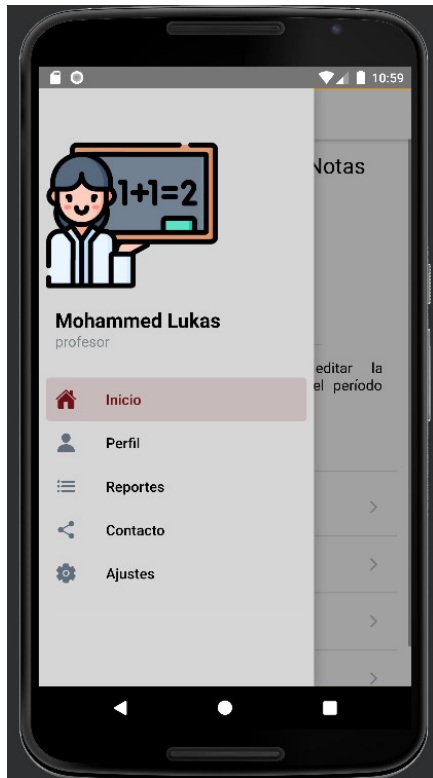 10:59
Notas
1+1=2
Mohammed Lukas
profesor
editar la
el período
Inicio
Perfil
Reportes
Contacto
Ajustes